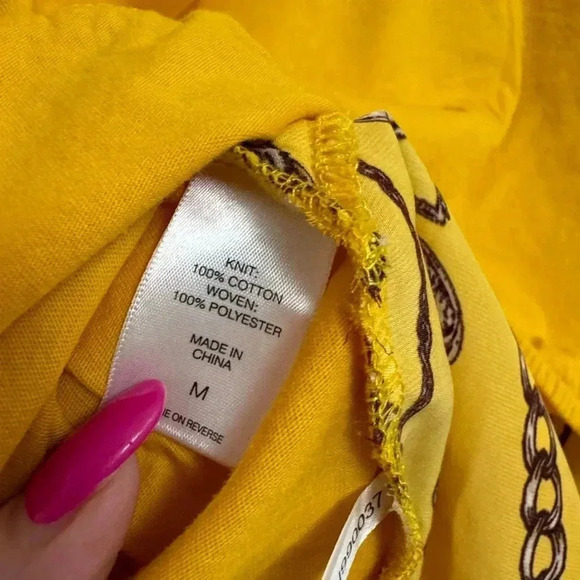 KNIT:
100% COTTON
WOVEN:
100% POLYESTER
MADE IN
CHINA
M
ON REVERSE